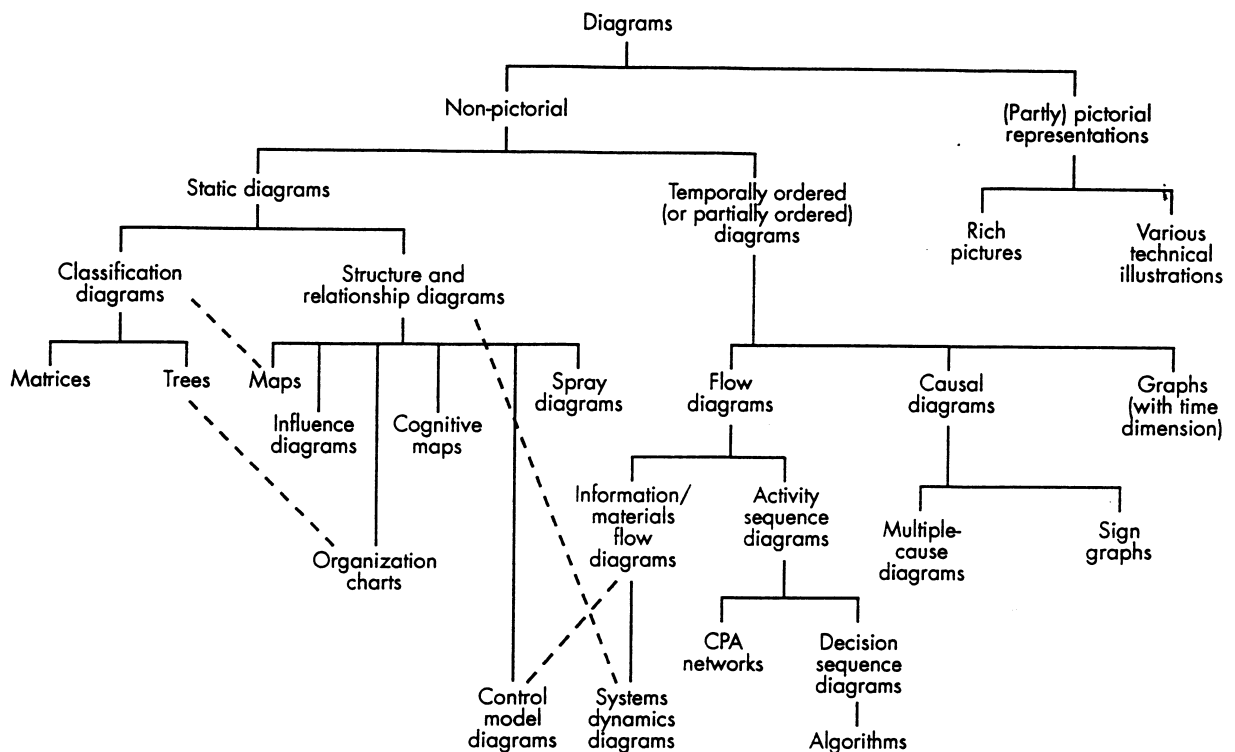 Diagrams
Non-pictorial
(Partly) pictorial
representations
Static diagrams
Temporally ordered
(or partially ordered)
diagrams
Rich
pictures
Various
technical
illustrations
Classification
diagrams
Structure and
relationship diagrams
Matrices
Trees
Maps
Influence
diagrams
Cognitive
maps
Spray
diagrams
Flow
diagrams
Causal
diagrams
Graphs
(with time
dimension)
Information/
materials
flow
diagrams
Activity
sequence
diagrams
Multiple-
cause
diagrams
Sign
graphs
Organization
charts
CPA
networks
Decision
sequence
diagrams
Control
model
diagrams
Systems
dynamics
diagrams
Algorithms